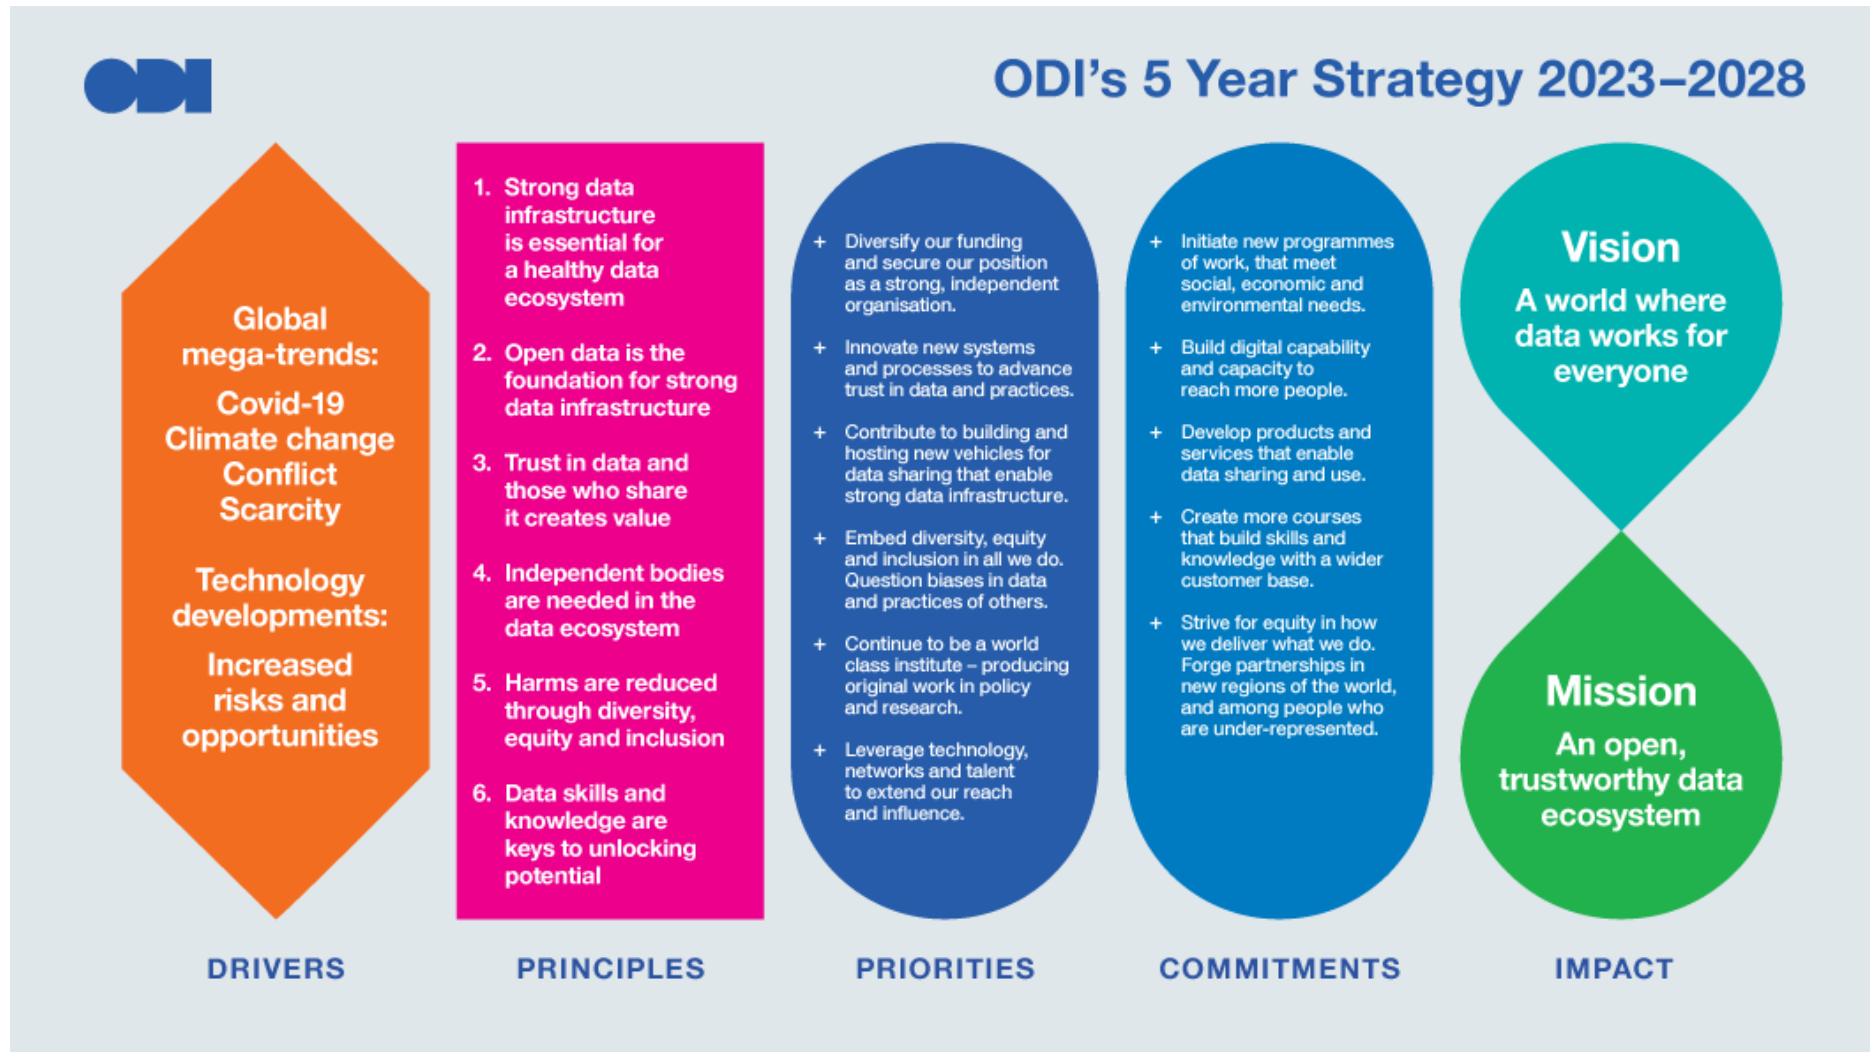 ODI
ODI's 5 Year Strategy 2023–2028
Global
mega-trends:
Covid-19
Climate change
Conflict
Scarcity
Technology
developments:
Increased
risks and
opportunities
DRIVERS
1. Strong data
infrastructure
is essential for
a healthy data
ecosystem
2. Open data is the
foundation for strong
data infrastructure
3. Trust in data and
those who share
it creates value
4. Independent bodies
are needed in the
data ecosystem
5. Harms are reduced
through diversity,
equity and inclusion
6. Data skills and
knowledge are
keys to unlocking
potential
PRINCIPLES
+ Diversify our funding
and secure our position
as a strong, independent
organisation.
+ Innovate new systems
and processes to advance
trust in data and practices.
+ Contribute to building and
hosting new vehicles for
data sharing that enable
strong data infrastructure.
+ Embed diversity, equity
and inclusion in all we do.
Question biases in data
and practices of others.
+ Continue to be a world
class institute – producing
original work in policy
and research.
+ Leverage technology,
networks and talent
to extend our reach
and influence.
PRIORITIES
+ Initiate new programmes
of work, that meet
social, economic and
environmental needs.
+ Build digital capability
and capacity to
reach more people.
+ Develop products and
services that enable
data sharing and use.
+ Create more courses
that build skills and
knowledge with a wider
customer base.
+ Strive for equity in how
we deliver what we do.
Forge partnerships in
new regions of the world,
and among people who
are under-represented.
COMMITMENTS
Vision
A world where
data works for
everyone
Mission
An open,
trustworthy data
ecosystem
IMPACT